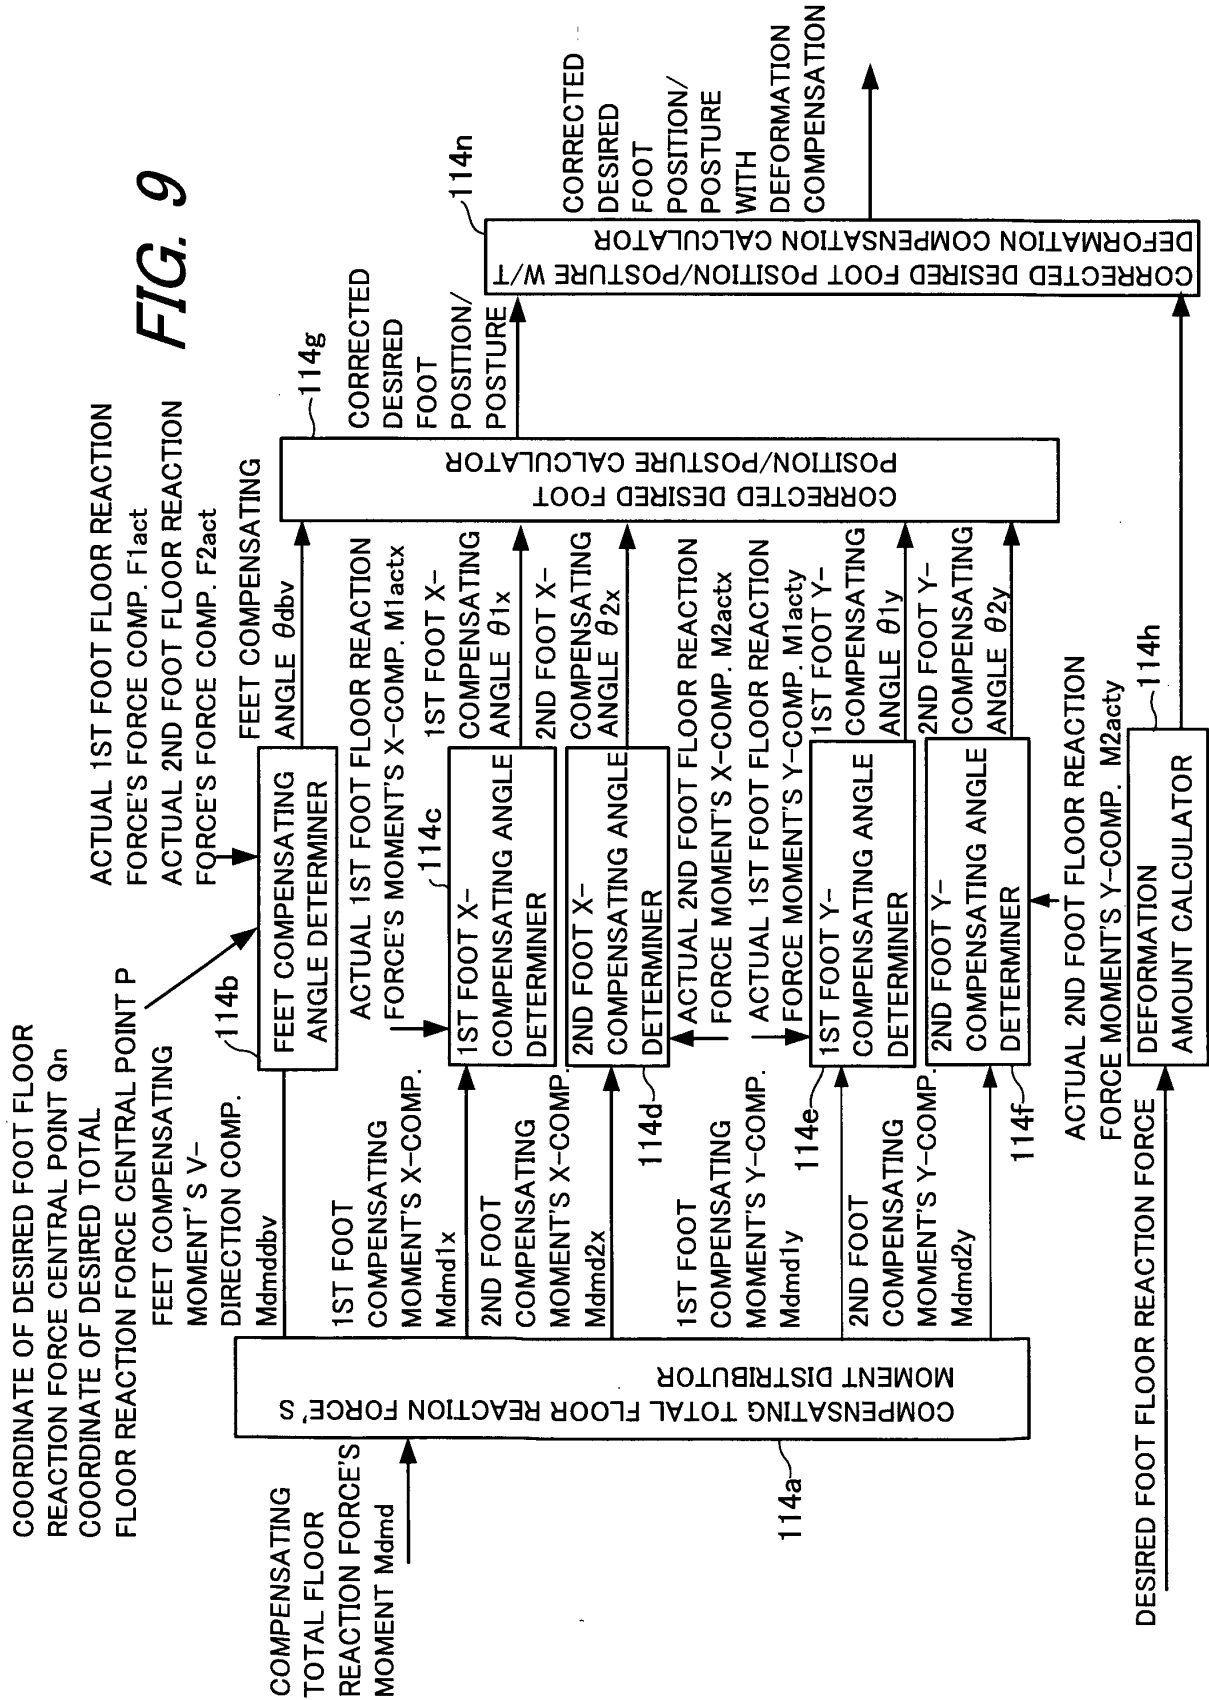 FIG. 9
COORDINATE OF DESIRED FOOT FLOOR
REACTION FORCE CENTRAL POINT Qn
COORDINATE OF DESIRED TOTAL
FLOOR REACTION FORCE CENTRAL POINT P
ACTUAL 1ST FOOT FLOOR REACTION
FORCE'S FORCE COMP. F1act
ACTUAL 2ND FOOT FLOOR REACTION
FORCE'S FORCE COMP. F2act
COMPENSATING
TOTAL FLOOR
REACTION FORCE'S
MOMENT Mdmd
COMPENSATING TOTAL FLOOR REACTION FORCE'S
MOMENT DISTRIBUTOR
114a
FEET COMPENSATING
MOMENT'S V-
DIRECTION COMP.
Mdmddbv
114b
FEET COMPENSATING
ANGLE DETERMINER
FEET COMPENSATING
ANGLE θdbv
1ST FOOT
COMPENSATING
MOMENT'S X-COMP.
Mdmd1x
ACTUAL 1ST FOOT FLOOR REACTION
FORCE'S MOMENT'S X-COMP. M1actx
114c
1ST FOOT X-
COMPENSATING ANGLE
DETERMINER
1ST FOOT X-
COMPENSATING
ANGLE θ1x
2ND FOOT
COMPENSATING
MOMENT'S X-COMP.
Mdmd2x
2ND FOOT X-
COMPENSATING ANGLE
DETERMINER
114d
2ND FOOT X-
COMPENSATING
ANGLE θ2x
ACTUAL 2ND FOOT FLOOR REACTION
FORCE MOMENT'S X-COMP. M2actx
ACTUAL 1ST FOOT FLOOR REACTION
FORCE MOMENT'S Y-COMP. M1acty
1ST FOOT
COMPENSATING
MOMENT'S Y-COMP.
Mdmd1y
114e
1ST FOOT Y-
COMPENSATING ANGLE
DETERMINER
1ST FOOT Y-
COMPENSATING
ANGLE θ1y
2ND FOOT
COMPENSATING
MOMENT'S Y-COMP.
Mdmd2y
2ND FOOT Y-
COMPENSATING ANGLE
DETERMINER
114f
2ND FOOT Y-
COMPENSATING
ANGLE θ2y
ACTUAL 2ND FOOT FLOOR REACTION
FORCE MOMENT'S Y-COMP. M2acty
114g
CORRECTED DESIRED FOOT
POSITION/POSTURE CALCULATOR
CORRECTED
DESIRED
FOOT
POSITION/
POSTURE
DESIRED FOOT FLOOR REACTION FORCE
DEFORMATION
AMOUNT CALCULATOR
114h
114n
CORRECTED DESIRED FOOT POSITION/POSTURE W/T
DEFORMATION COMPENSATION CALCULATOR
CORRECTED
DESIRED
FOOT
POSITION/
POSTURE
WITH
DEFORMATION
COMPENSATION